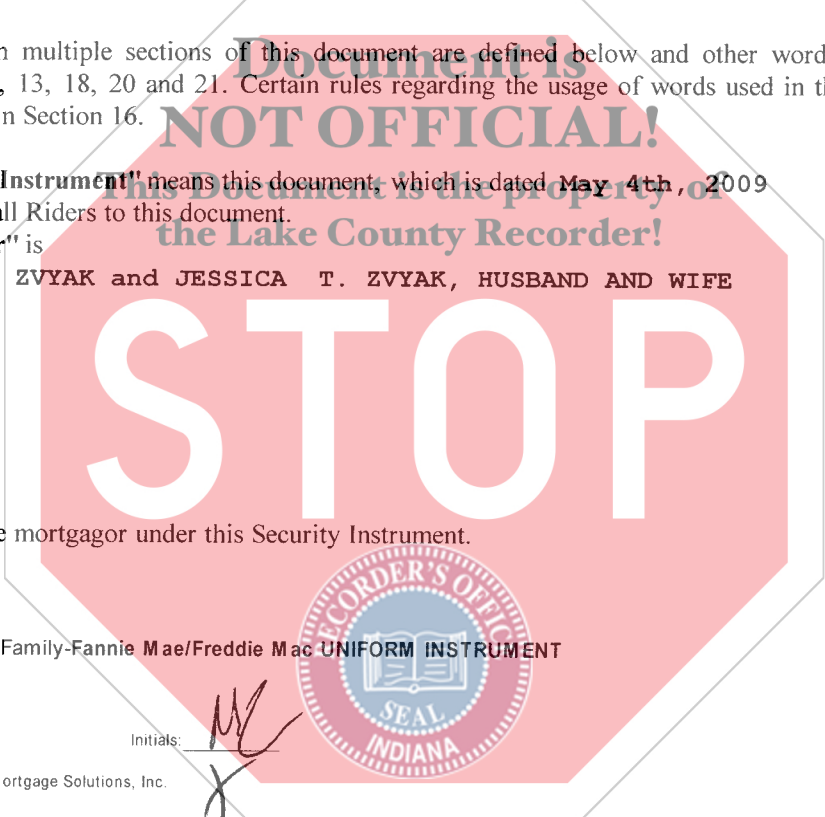 n multiple sections of this document are defined below and other word
, 13, 18, 20 and 21. Certain rules regarding the usage of words used in th
n Section 16.
Document is
NOT OFFICIAL!
This Document is the property of
the Lake County Recorder!
Instrument" means this document, which is dated May 4th, 2009
all Riders to this document.
r" is
ZVYAK and JESSICA T. ZVYAK, HUSBAND AND WIFE
STOP
e mortgagor under this Security Instrument.
RECORDER'S OFFIC
SEAL
INDIANA
Family-Fannie Mae/Freddie Mac UNIFORM INSTRUMENT
Initials:
ortgage Solutions, Inc.